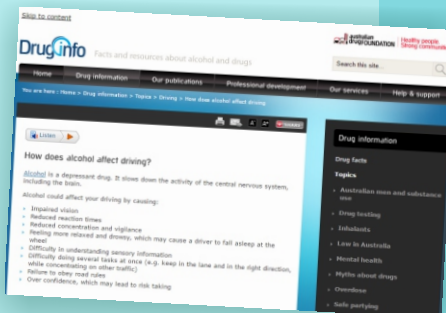 Skip to content
australian drugFOUNDATION
Healthy people.
Strong communities
Druginfo
Facts and resources about alcohol and drugs
Search this site...
Home
Drug information
Our publications
Professional development
Our services
Help & support
You are here : Home > Drug information > Topics > Driving > How does alcohol affect driving
Listen
How does alcohol affect driving?
Alcohol is a depressant drug. It slows down the activity of the central nervous system,
including the brain.
Alcohol could affect your driving by causing:
Impaired vision
Reduced reaction times
Reduced concentration and vigilance
Feeling more relaxed and drowsy, which may cause a driver to fall asleep at the
wheel
Difficulty in understanding sensory information
Difficulty doing several tasks at once (e.g. keep in the lane and in the right direction,
while concentrating on other traffic)
Failure to obey road rules
Over confidence, which may lead to risk taking
Drug information
Drug facts
Topics
Australian men and substance
use
Drug testing
Inhalants
Law in Australia
Mental health
Myths about drugs
Overdose
Safe partying